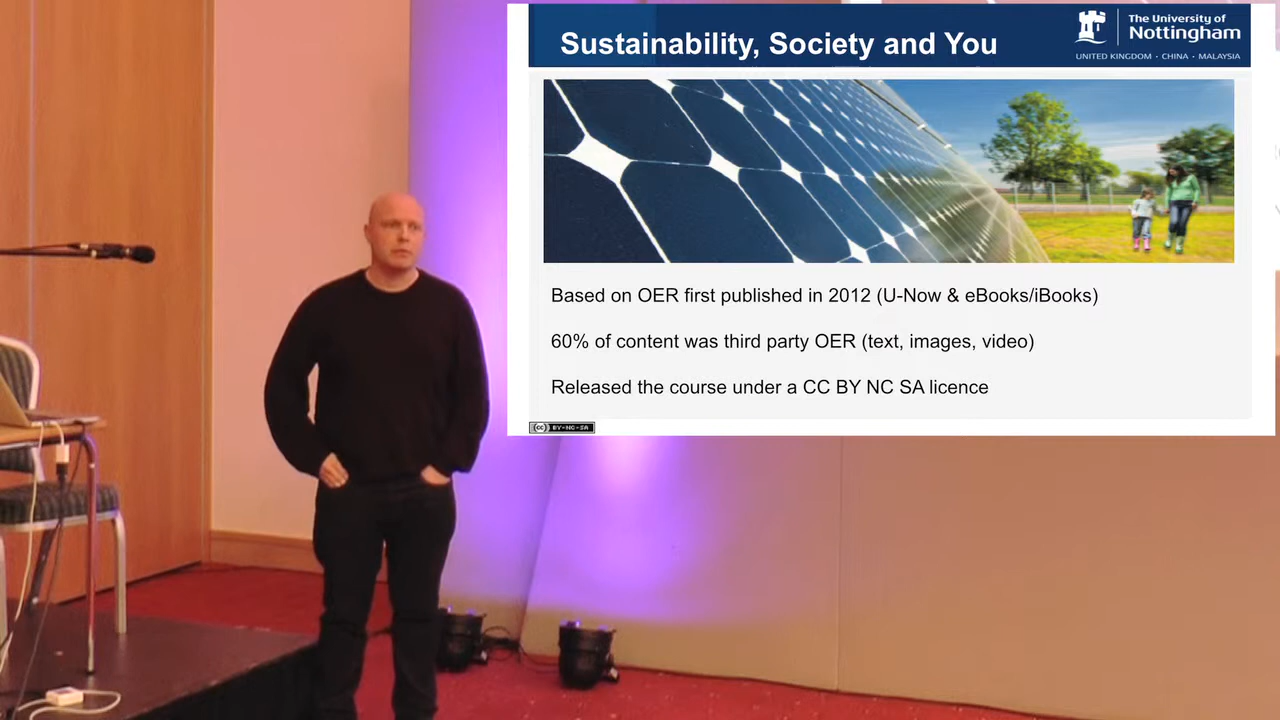 Sustainability, Society and You
The University of
Nottingham
UNITED KINGDOM · CHINA · MALAYSIA
Based on OER first published in 2012 (U-Now & eBooks/iBooks)
60% of content was third party OER (text, images, video)
Released the course under a CC BY NC SA licence
cc BY-NC-SA